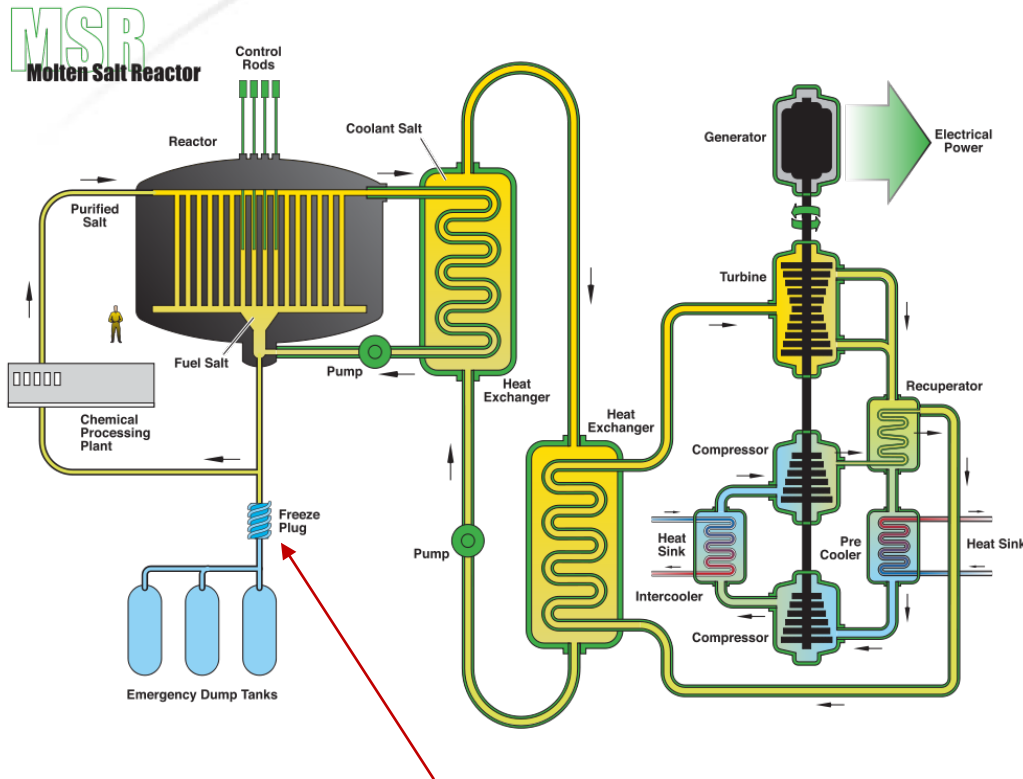 MSR
Molten Salt Reactor
Control
Rods
Reactor
Coolant Salt
Generator
Electrical
Power
Purified
Salt
Turbine
Fuel Salt
Pump
Heat
Exchanger
Chemical
Processing
Plant
Heat
Exchanger
Recuperator
Compressor
Freeze
Plug
Pump
Heat
Sink
Pre
Cooler
Heat Sink
Intercooler
Compressor
Emergency Dump Tanks